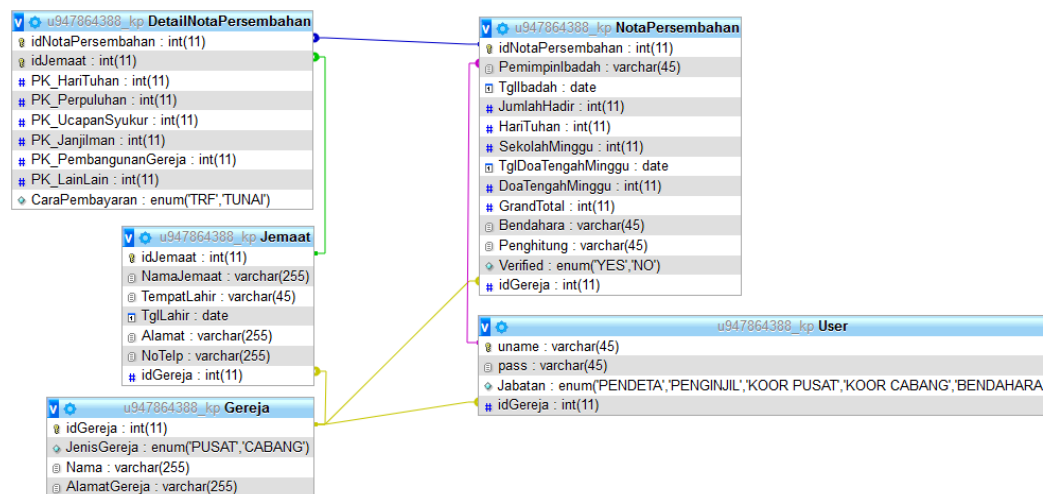 u947864388_kp DetailNotaPersembahan
idNotaPersembahan : int(11)
idJemaat : int(11)
PK_HariTuhan : int(11)
PK_Perpuluhan : int(11)
PK_UcapanSyukur : int(11)
PK_JanjiIman : int(11)
PK_PembangunanGereja : int(11)
PK_LainLain : int(11)
CaraPembayaran : enum('TRF','TUNAI')
u947864388_kp NotaPersembahan
idNotaPersembahan : int(11)
PemimpinIbadah : varchar(45)
TglIbadah : date
JumlahHadir : int(11)
HariTuhan : int(11)
SekolahMinggu : int(11)
TglDoaTengahMinggu : date
DoaTengahMinggu : int(11)
GrandTotal : int(11)
Bendahara : varchar(45)
Penghitung : varchar(45)
Verified : enum('YES','NO')
idGereja : int(11)
u947864388_kp Jemaat
idJemaat : int(11)
NamaJemaat : varchar(255)
TempatLahir : varchar(45)
TglLahir : date
Alamat : varchar(255)
NoTelp : varchar(255)
idGereja : int(11)
u947864388_kp User
uname : varchar(45)
pass : varchar(45)
Jabatan : enum('PENDETA','PENGINJIL','KOOR PUSAT','KOOR CABANG','BENDAHARA
idGereja : int(11)
u947864388_kp Gereja
idGereja : int(11)
JenisGereja : enum('PUSAT','CABANG')
Nama : varchar(255)
AlamatGereja : varchar(255)